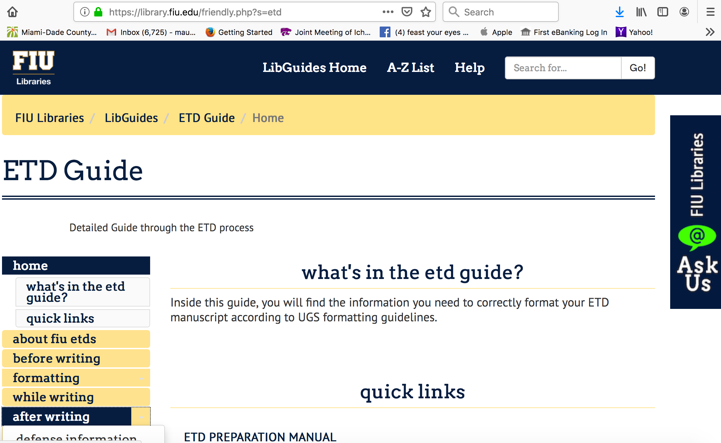 https://library.fiu.edu/friendly.php?s=etd
Search
Miami-Dade County...
Inbox (6,725) - mau...
Getting Started
Joint Meeting of Ich...
(4) feast your eyes ...
Apple
First eBanking Log In
Yahoo!
FIU
Libraries
LibGuides Home
A-Z List
Help
Search for...
Go!
FIU Libraries / LibGuides / ETD Guide / Home
FIU Libraries
@
Ask
Us
ETD Guide
Detailed Guide through the ETD process
home
what's in the etd
guide?
quick links
about fiu etds
before writing
formatting
while writing
after writing
defense information
what's in the etd guide?
Inside this guide, you will find the information you need to correctly format your ETD
manuscript according to UGS formatting guidelines.
quick links
ETD PREPARATION MANUAL